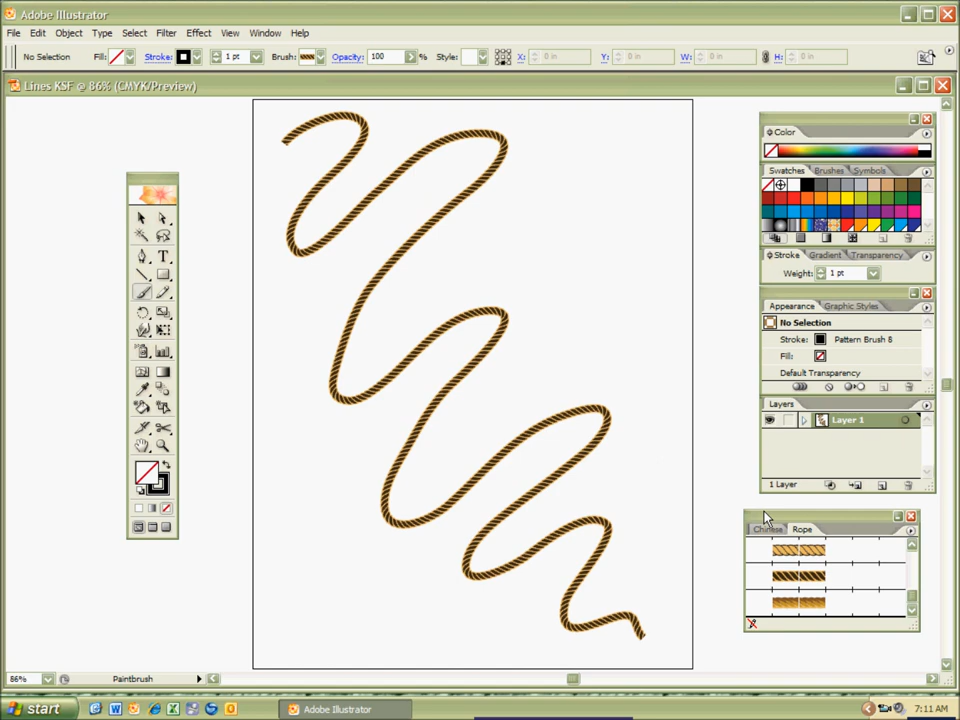 Adobe Illustrator
File Edit Object Type Select Filter Effect View Window Help
No Selection Fill: Stroke: 1 pt Brush: Opacity: 100 % Style: X: 0 in Y: 0 in W: 0 in H: 0 in
Lines KSF @ 86% (CMYK/Preview)
Color
Swatches Brushes Symbols
Stroke Gradient Transparency
Weight: 1 pt
Appearance Graphic Styles
No Selection
Stroke: Pattern Brush 8
Fill:
Default Transparency
Layers
Layer 1
1 Layer
Chinese Rope
86% Paintbrush
start Adobe Illustrator 7:11 AM